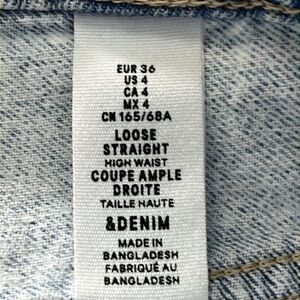 EUR 36
US 4
CA 4
MX 4
CN 165/68A
LOOSE
STRAIGHT
HIGH WAIST
COUPE AMPLE
DROITE
TAILLE HAUTE
&DENIM
MADE IN
BANGLADESH
FABRIQUÉ AU
BANGLADESH